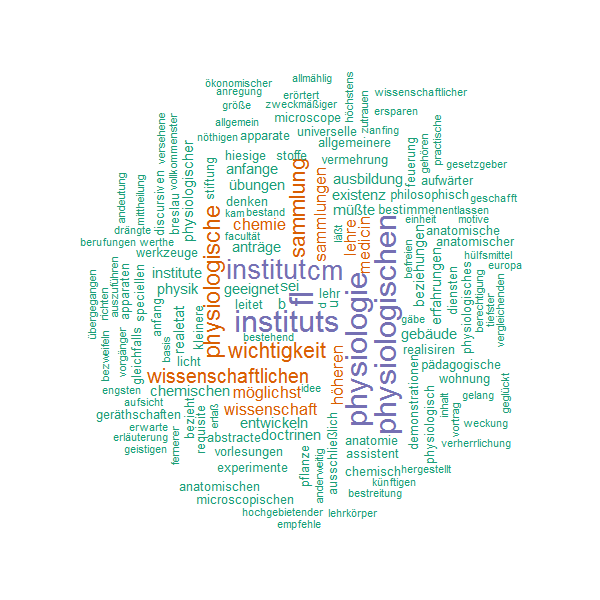 ökonomischer
allmählig
anregung
erörtert
höchstens
wissenschaftlicher
größe
zweckmäßiger
zutrauen
ersparen
allgemein
microscope
versehene
nöthigen
apparate
universelle
anfing
allgemeinere
feuerung
gehören
practische
vollkommenster
physiologischer
hiesige
stoffe
anfange
sammlung
vermehrung
gesetzgeber
discursiven
breslau
stiftung
übungen
sammlungen
ausbildung
aufwärter
andeutung
mittheilung
denken
existenz
philosophisch
geschafft
kam
bestand
müßte
bestimmen
entlassen
drängte
physiologische
chemie
lehre
medicin
einheit
motive
facultät
läßt
anatomische
berufungen
werthe
anträge
physiologischen
beziehungen
anatomischer
werkzeuge
befreien
erfahrungen
hülfsmittel
institute
institut
cm
physiologie
diensten
physiologisches
europa
übergegangen
richten
auszuführen
apparaten
speciellen
physik
geeignet
sei
berechtigung
tiefster
vergleichenden
anfang
realetat
kleinere
leitet
b
fl
lehr
d
u
gäbe
bezweifeln
vorgänger
gleichfalls
basis
instituts
gebäude
bestehend
licht
wichtigkeit
realisiren
engsten
wissenschaftlichen
höheren
pädagogische
aufsicht
chemischen
möglichst
idee
wohnung
geräthschaften
bezieht
requisite
erlaß
wissenschaft
demonstrationen
physiologisch
inhalt
vortrag
gelang
geglückt
erwarte
entwickeln
ausschließlich
weckung
erläuterung
abstracte
doctrinen
anatomie
verherrlichung
geistigen
fernerer
vorlesungen
assistent
experimente
pflanze
anderweitig
chemisch
hergestellt
anatomischen
künftigen
microscopischen
bestreitung
hochgebietender
lehrkörper
empfehle